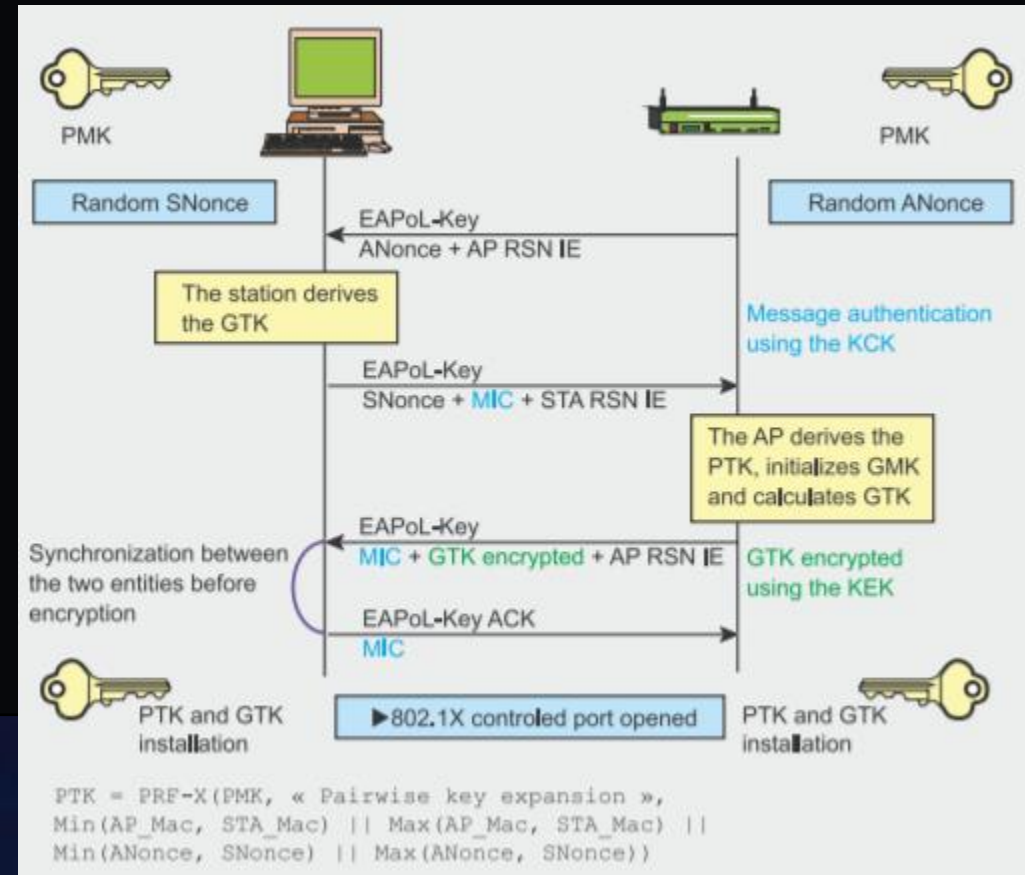 PMK
PMK
Random SNonce
Random ANonce
EAPoL-Key
ANonce + AP RSN IE
The station derives
the GTK
Message authentication
using the KCK
EAPoL-Key
SNonce + MIC + STA RSN IE
The AP derives the
PTK, initializes GMK
and calculates GTK
EAPoL-Key
MIC + GTK encrypted + AP RSN IE
Synchronization between
the two entities before
encryption
GTK encrypted
using the KEK
EAPoL-Key ACK
MIC
PTK and GTK
installation
▶802.1X controled port opened
PTK and GTK
installation
PTK = PRF-X(PMK, « Pairwise key expansion »,
Min(AP_Mac, STA_Mac) || Max(AP_Mac, STA_Mac) ||
Min(ANonce, SNonce) || Max(ANonce, SNonce))